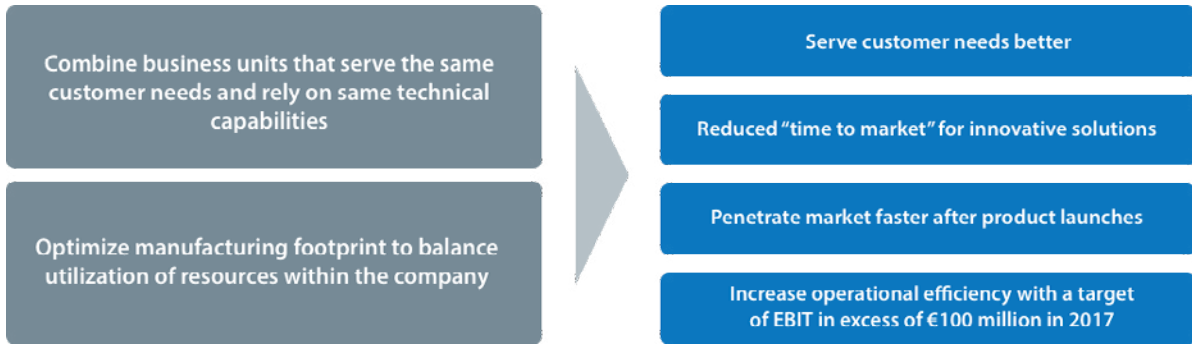 Combine business units that serve the same
customer needs and rely on same technical
capabilities
Optimize manufacturing footprint to balance
utilization of resources within the company
Serve customer needs better
Reduced “time to market” for innovative solutions
Penetrate market faster after product launches
Increase operational efficiency with a target
of EBIT in excess of €100 million in 2017